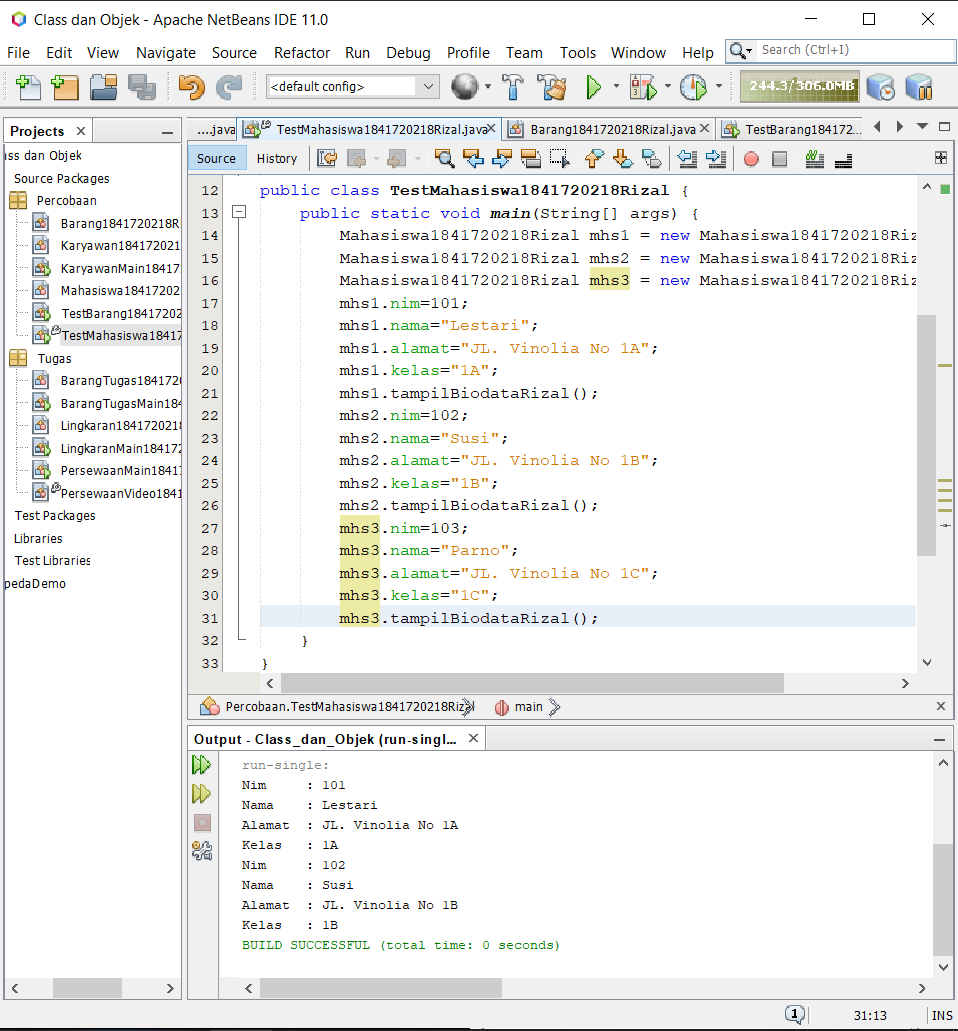 Class dan Objek - Apache NetBeans IDE 11.0
File Edit View Navigate Source Refactor Run Debug Profile Team Tools Window Help Search (Ctrl+I)
<default config> 244.3/306.0MB
Projects
ass dan Objek
Source Packages
Percobaan
Barang1841720218R
Karyawan184172021
KaryawanMain18417
Mahasiswa1841720218
TestBarang18417202
TestMahasiswa18417
Tugas
BarangTugas184172
BarangTugasMain184
Lingkaran184172021
LingkaranMain18417
PersewaanMain1841
PersewaanVideo1841
Test Packages
Libraries
Test Libraries
pedaDemo
....java TestMahasiswa1841720218Rizal.java Barang1841720218Rizal.java TestBarang184172...
Source History
12 public class TestMahasiswa1841720218Rizal {
13 public static void main(String[] args) {
14 Mahasiswa1841720218Rizal mhs1 = new Mahasiswa1841720218Riz
15 Mahasiswa1841720218Rizal mhs2 = new Mahasiswa1841720218Riz
16 Mahasiswa1841720218Rizal mhs3 = new Mahasiswa1841720218Riz
17 mhs1.nim=101;
18 mhs1.nama="Lestari";
19 mhs1.alamat="JL. Vinolia No 1A";
20 mhs1.kelas="1A";
21 mhs1.tampilBiodataRizal();
22 mhs2.nim=102;
23 mhs2.nama="Susi";
24 mhs2.alamat="JL. Vinolia No 1B";
25 mhs2.kelas="1B";
26 mhs2.tampilBiodataRizal();
27 mhs3.nim=103;
28 mhs3.nama="Parno";
29 mhs3.alamat="JL. Vinolia No 1C";
30 mhs3.kelas="1C";
31 mhs3.tampilBiodataRizal();
32 }
33 }
Percobaan.TestMahasiswa1841720218Rizal main
Output - Class_dan_Objek (run-singl...
run-single:
Nim : 101
Nama : Lestari
Alamat : JL. Vinolia No 1A
Kelas : 1A
Nim : 102
Nama : Susi
Alamat : JL. Vinolia No 1B
Kelas : 1B
BUILD SUCCESSFUL (total time: 0 seconds)
1 31:13 INS